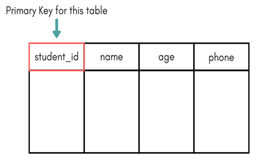 Primary Key for this table
student_id name age phone